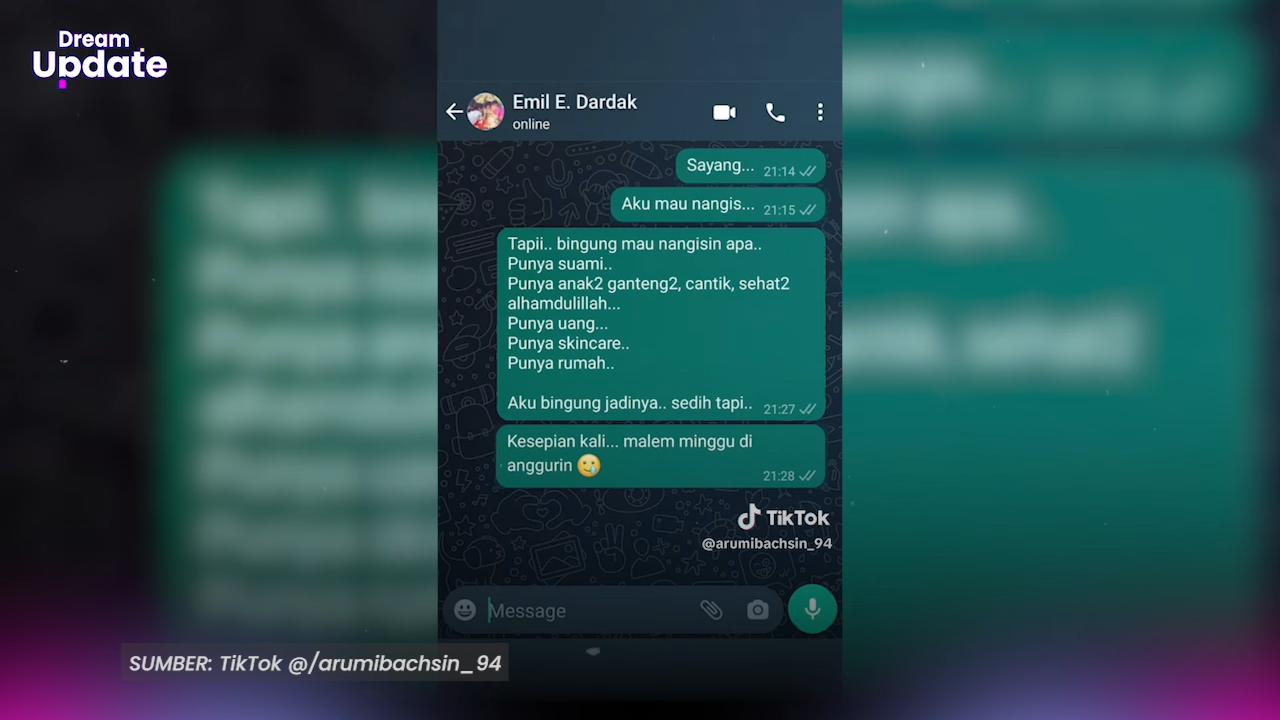 Dream
Update
Emil E. Dardak
online
Sayang... 21:14
Aku mau nangis... 21:15
Tapii.. bingung mau nangisin apa..
Punya suami..
Punya anak2 ganteng2, cantik, sehat2
alhamdulillah...
Punya uang...
Punya skincare..
Punya rumah..
Aku bingung jadinya.. sedih tapi.. 21:27
Kesepian kali... malem minggu di
anggurin 🥲
21:28
TikTok
@arumibachsin_94
Message
SUMBER: TikTok @/arumibachsin_94